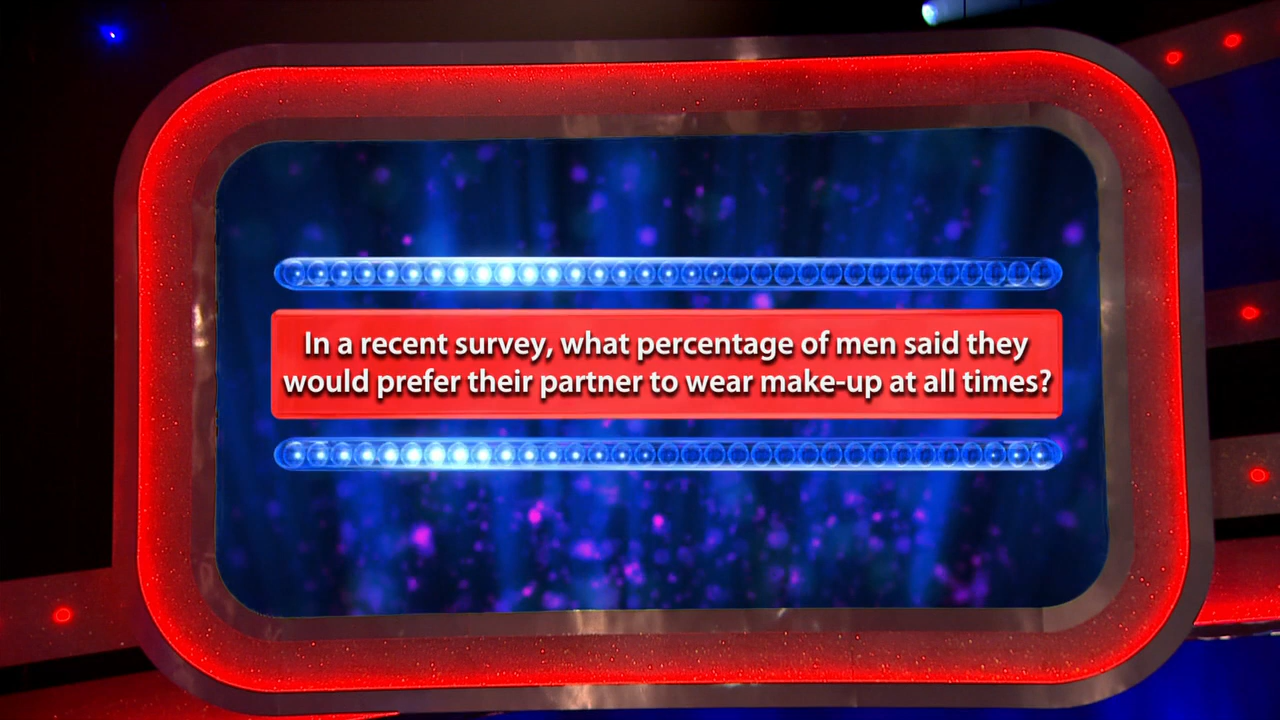 In a recent survey, what percentage of men said they
would prefer their partner to wear make-up at all times?